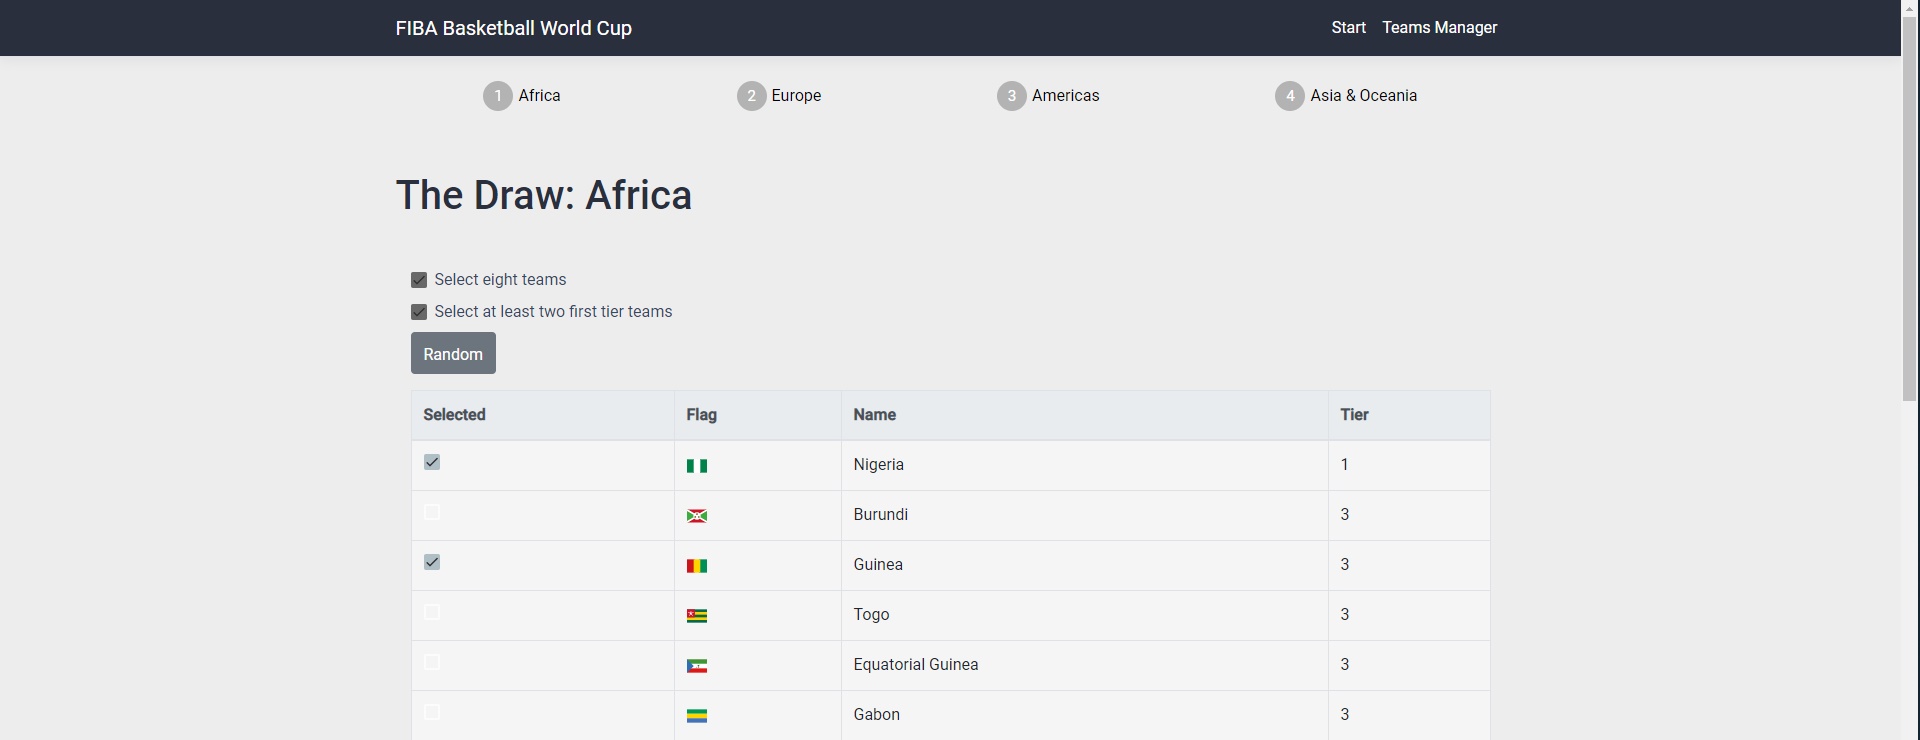 FIBA Basketball World Cup Start Teams Manager
1 Africa 2 Europe 3 Americas 4 Asia & Oceania
The Draw: Africa
Select eight teams
Select at least two first tier teams
Random
Selected Flag Name Tier
Nigeria 1
Burundi 3
Guinea 3
Togo 3
Equatorial Guinea 3
Gabon 3